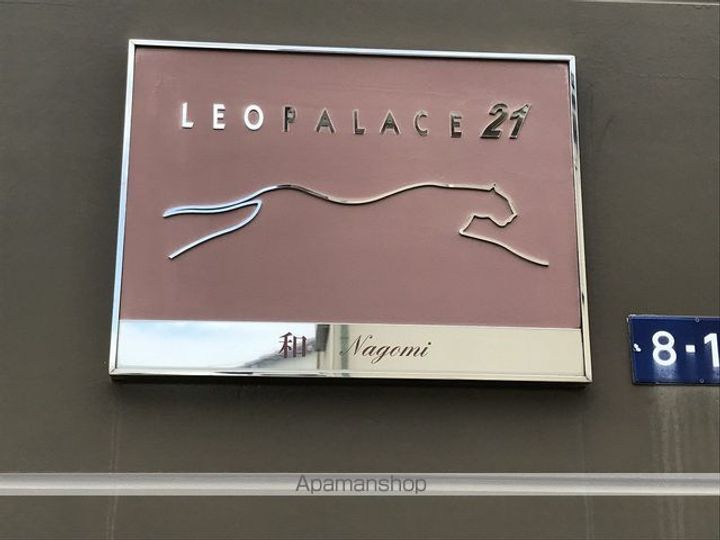 LEOPALACE 21
和 Nagomi
8-1
Apamanshop